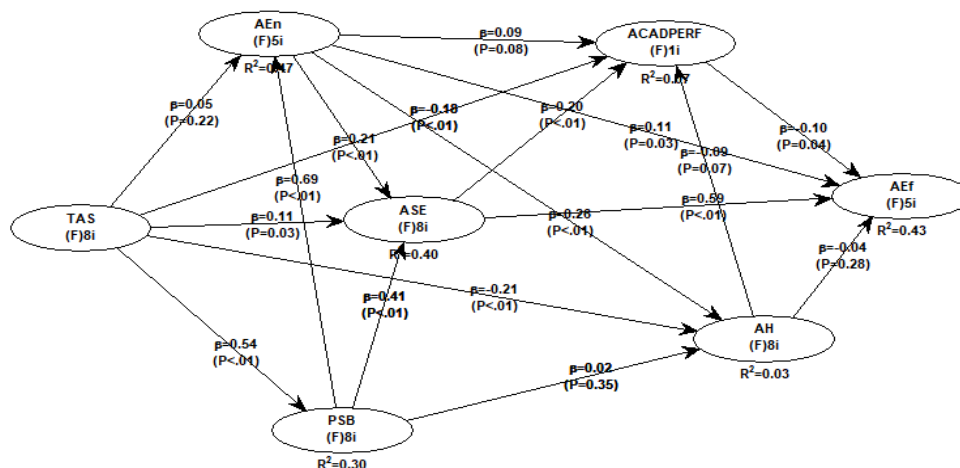 AEn
(F)5i
R²=0.47
ACADPERF
(F)1i
R²=0.07
β=0.09
(P=0.08)
β=0.05
(P=0.22)
β=-0.18
(P<.01)
β=0.20
(P<.01)
β=0.21
(P<.01)
β=0.11
(P=0.03)
β=-0.10
(P=0.04)
β=-0.09
(P=0.07)
β=0.69
(P<.01)
AEf
(F)5i
R²=0.43
TAS
(F)8i
β=0.11
(P=0.03)
ASE
(F)8i
R²=0.40
β=0.59
(P<.01)
(P<.01)
β=-0.04
(P=0.28)
β=0.41
(P<.01)
β=-0.21
(P<.01)
AH
(F)8i
R²=0.03
β=0.54
(P<.01)
β=0.02
(P=0.35)
PSB
(F)8i
R²=0.30